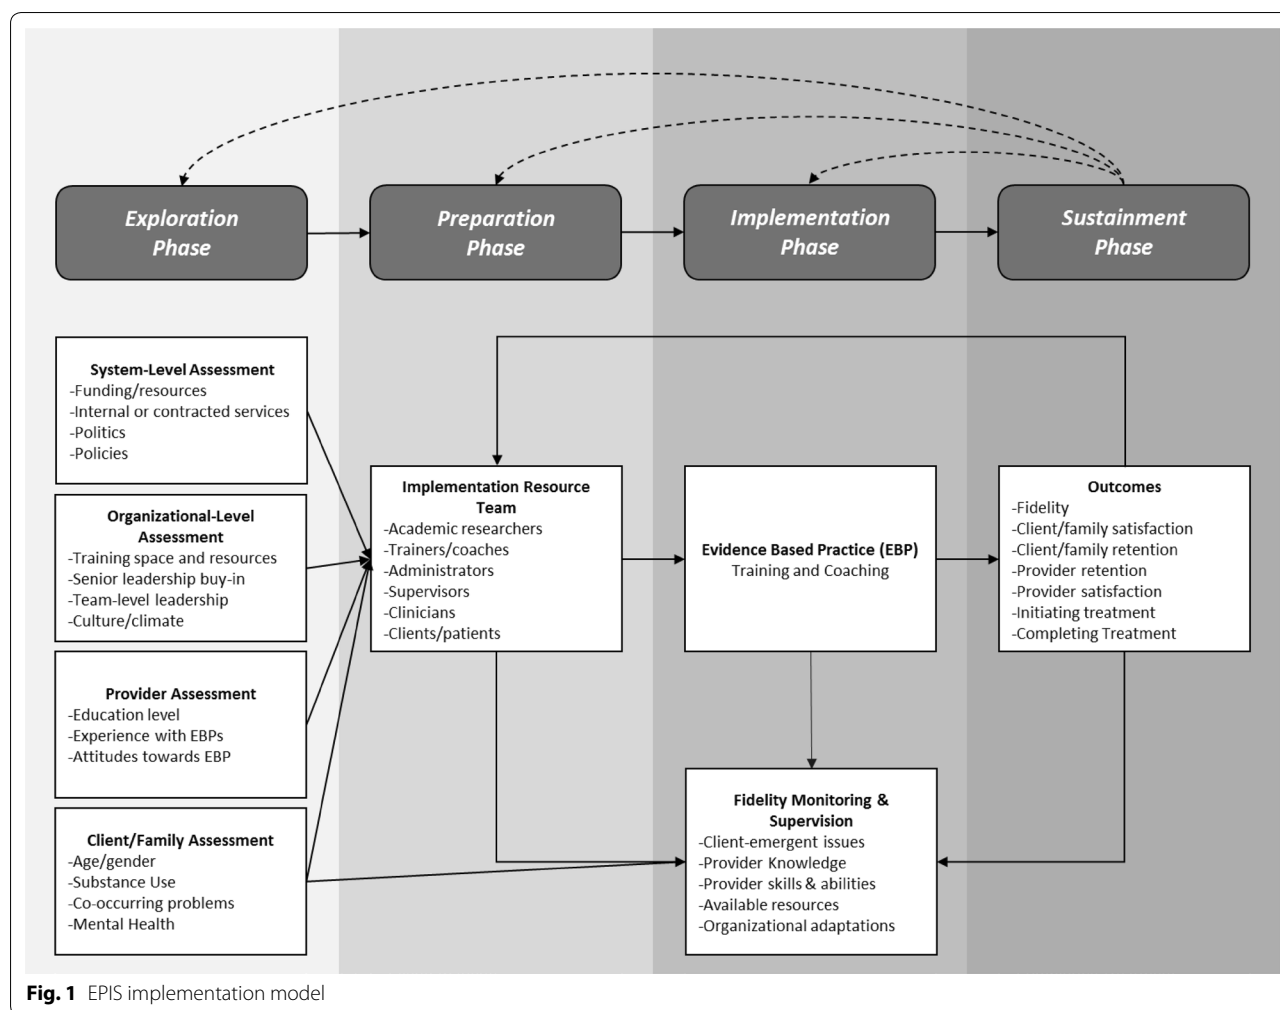 Exploration
Phase
Preparation
Phase
Implementation
Phase
Sustainment
Phase
System-Level Assessment
-Funding/resources
-Internal or contracted services
-Politics
-Policies
Organizational-Level
Assessment
-Training space and resources
-Senior leadership buy-in
-Team-level leadership
-Culture/climate
Provider Assessment
-Education level
-Experience with EBPs
-Attitudes towards EBP
Client/Family Assessment
-Age/gender
-Substance Use
-Co-occurring problems
-Mental Health
Implementation Resource
Team
-Academic researchers
-Trainers/coaches
-Administrators
-Supervisors
-Clinicians
-Clients/patients
Evidence Based Practice (EBP)
Training and Coaching
Fidelity Monitoring &
Supervision
-Client-emergent issues
-Provider Knowledge
-Provider skills & abilities
-Available resources
-Organizational adaptations
Outcomes
-Fidelity
-Client/family satisfaction
-Client/family retention
-Provider retention
-Provider satisfaction
-Initiating treatment
-Completing Treatment
Fig. 1 EPIS implementation model